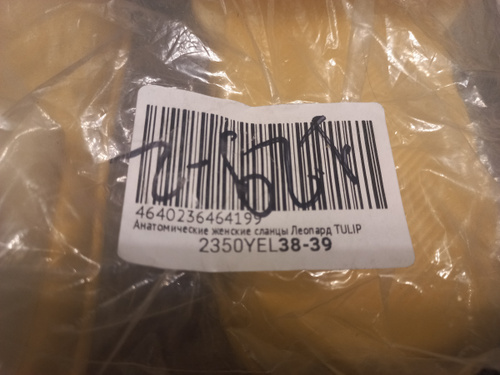 4640236464199
Анатомические женские сланцы Леопард TULIP
2350YEL38-39